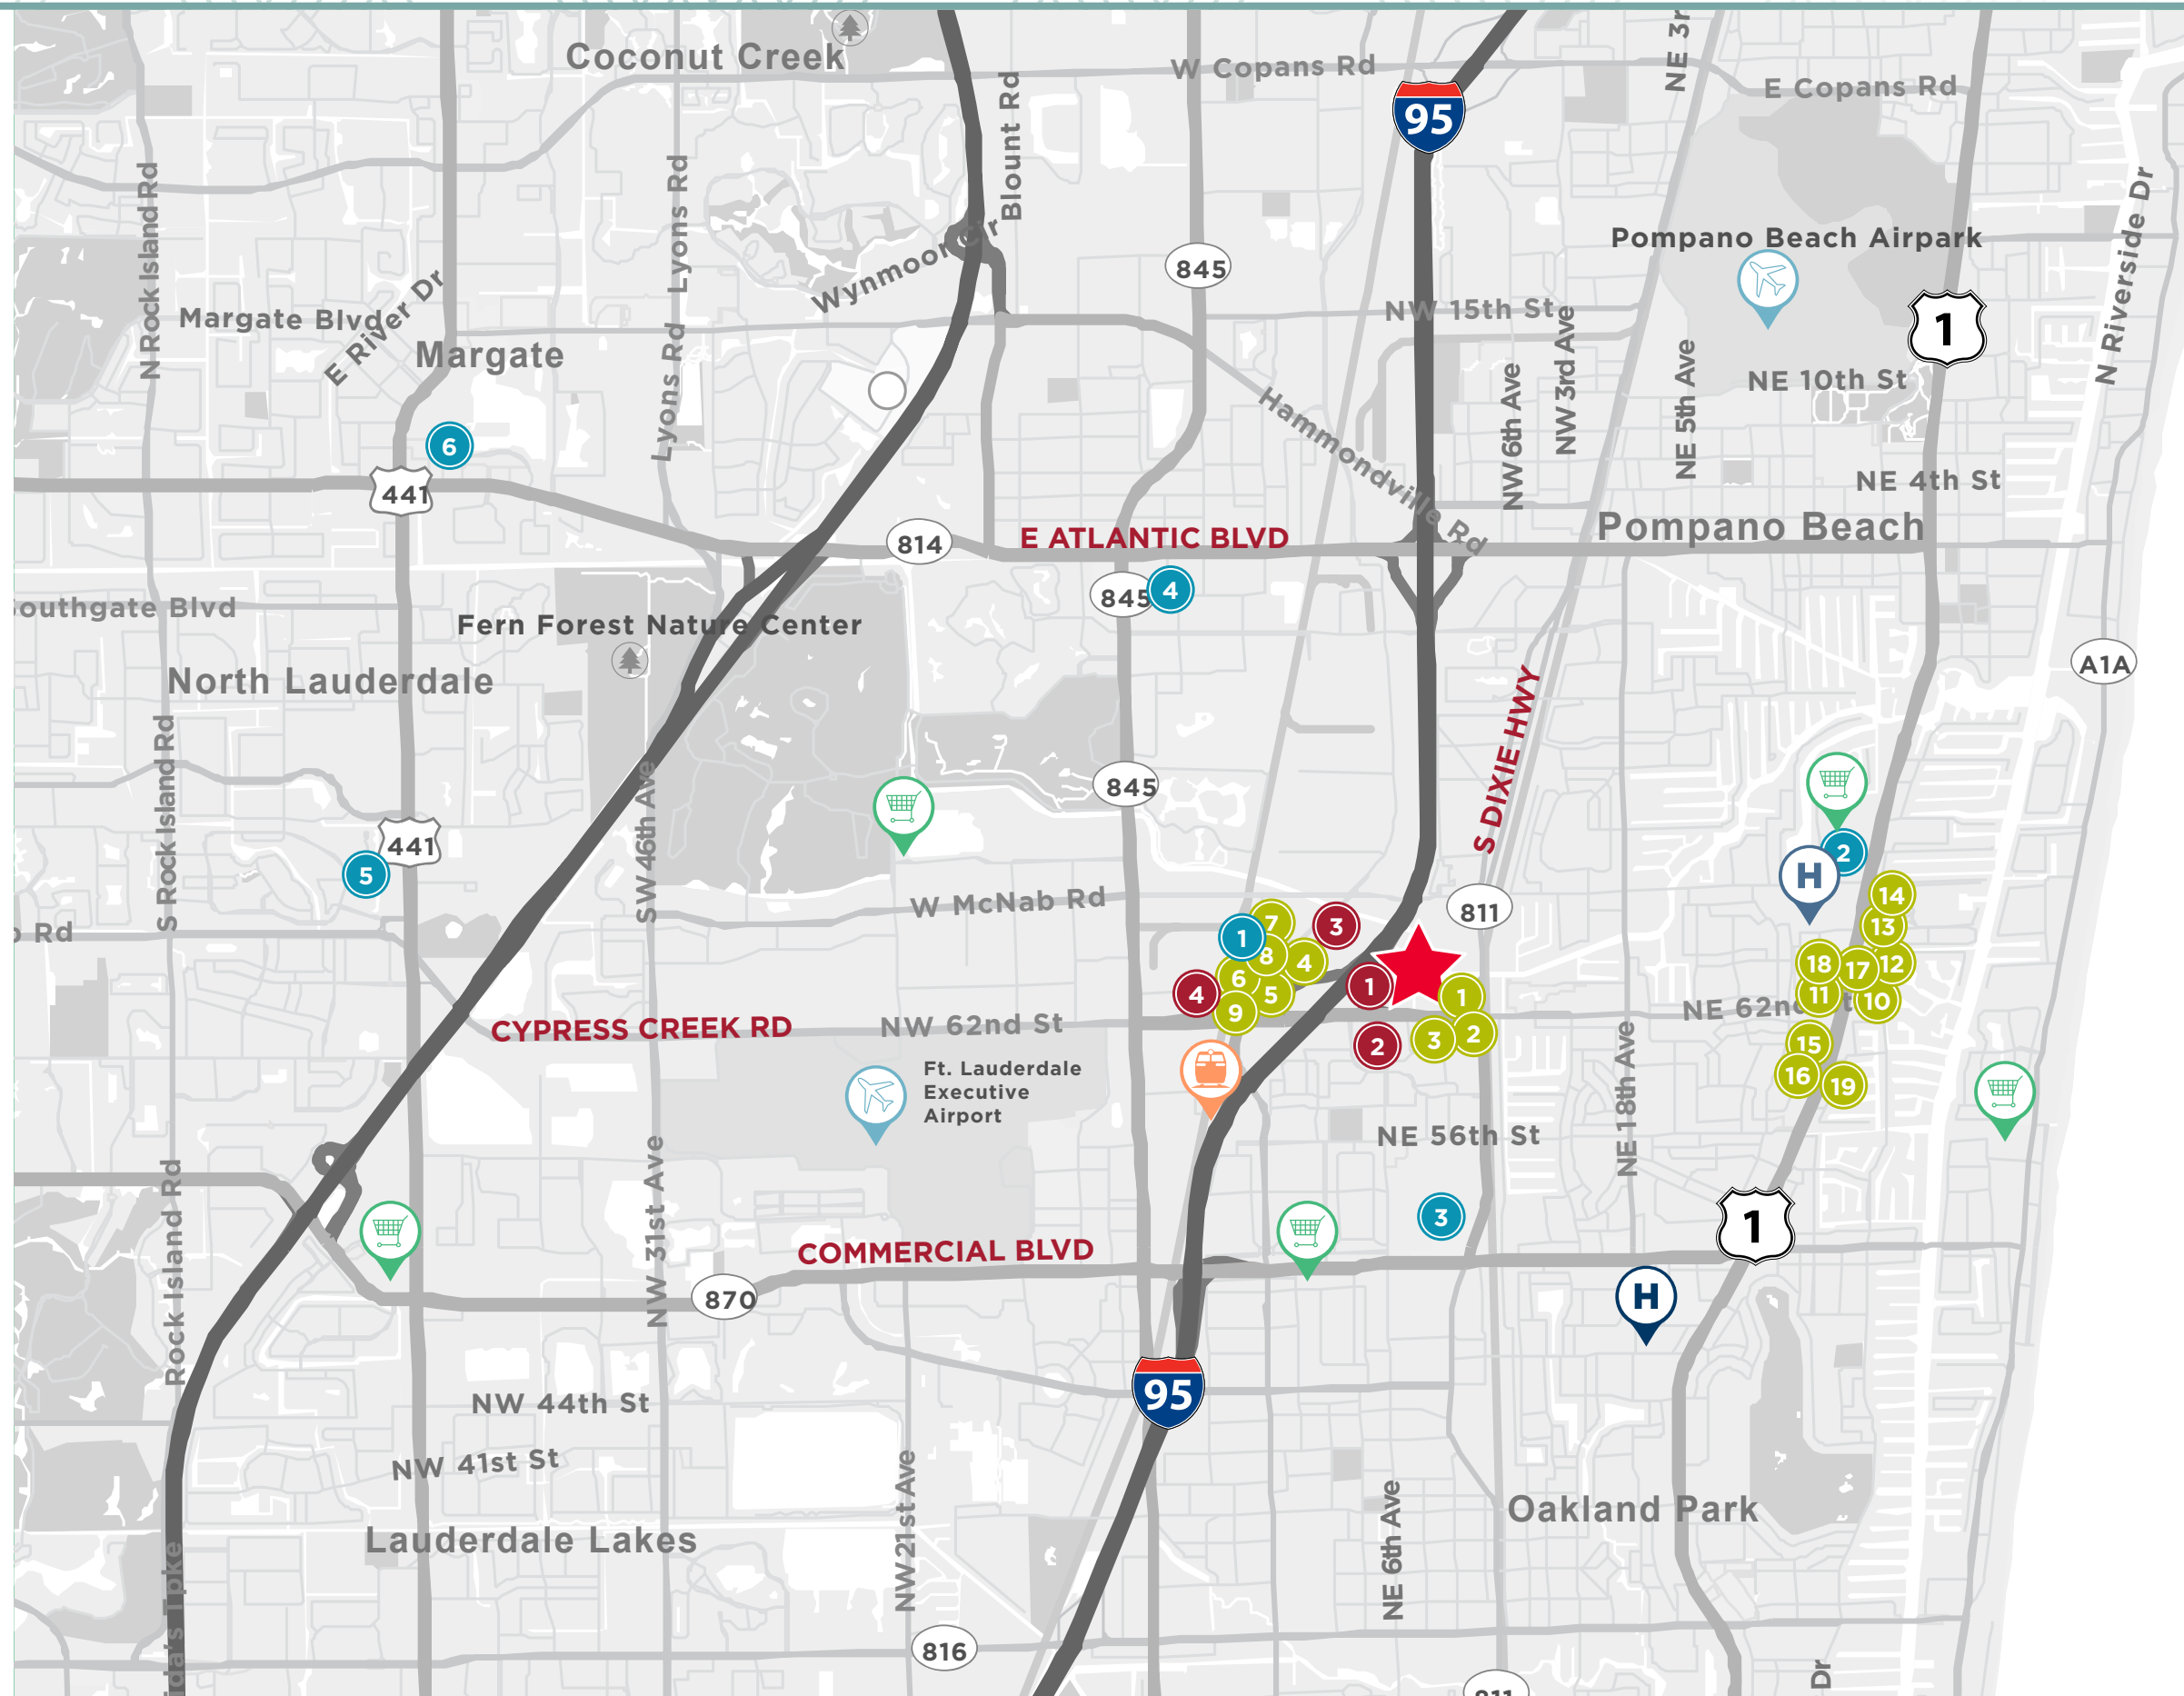 Coconut Creek
W Copans Rd
NE 3r
E Copans Rd
95
Blount Rd
N Rock Island Rd
Lyons Rd
Lyons Rd
Wynmoor Cir
845
Pompano Beach Airpark
N Riverside Dr
Margate Blvd
E River Dr
Margate
NW 15th St
1
NW 3rd Ave
NW 6th Ave
NE 5th Ave
NE 10th St
Hammondville Rd
6
441
NE 4th St
814
E ATLANTIC BLVD
Pompano Beach
845
4
outhgate Blvd
Fern Forest Nature Center
A1A
North Lauderdale
S Rock Island Rd
SW 46th Ave
845
S DIXIE HWY
441
5
2
H
W McNab Rd
811
Rd
14
7
3
1
13
8
4
18
17
12
6
1
4
5
1
11
10
9
CYPRESS CREEK RD
NW 62nd St
NE 62nd St
2
3
2
15
16
19
Ft. Lauderdale
Executive
Airport
NE 18th Ave
NE 56th St
NW 31st Ave
Rock Island Rd
3
1
COMMERCIAL BLVD
870
H
95
NW 44th St
NW 41st St
NW 21st Ave
NE 6th Ave
Oakland Park
Lauderdale Lakes
ida's Tpke
816
811
Dr